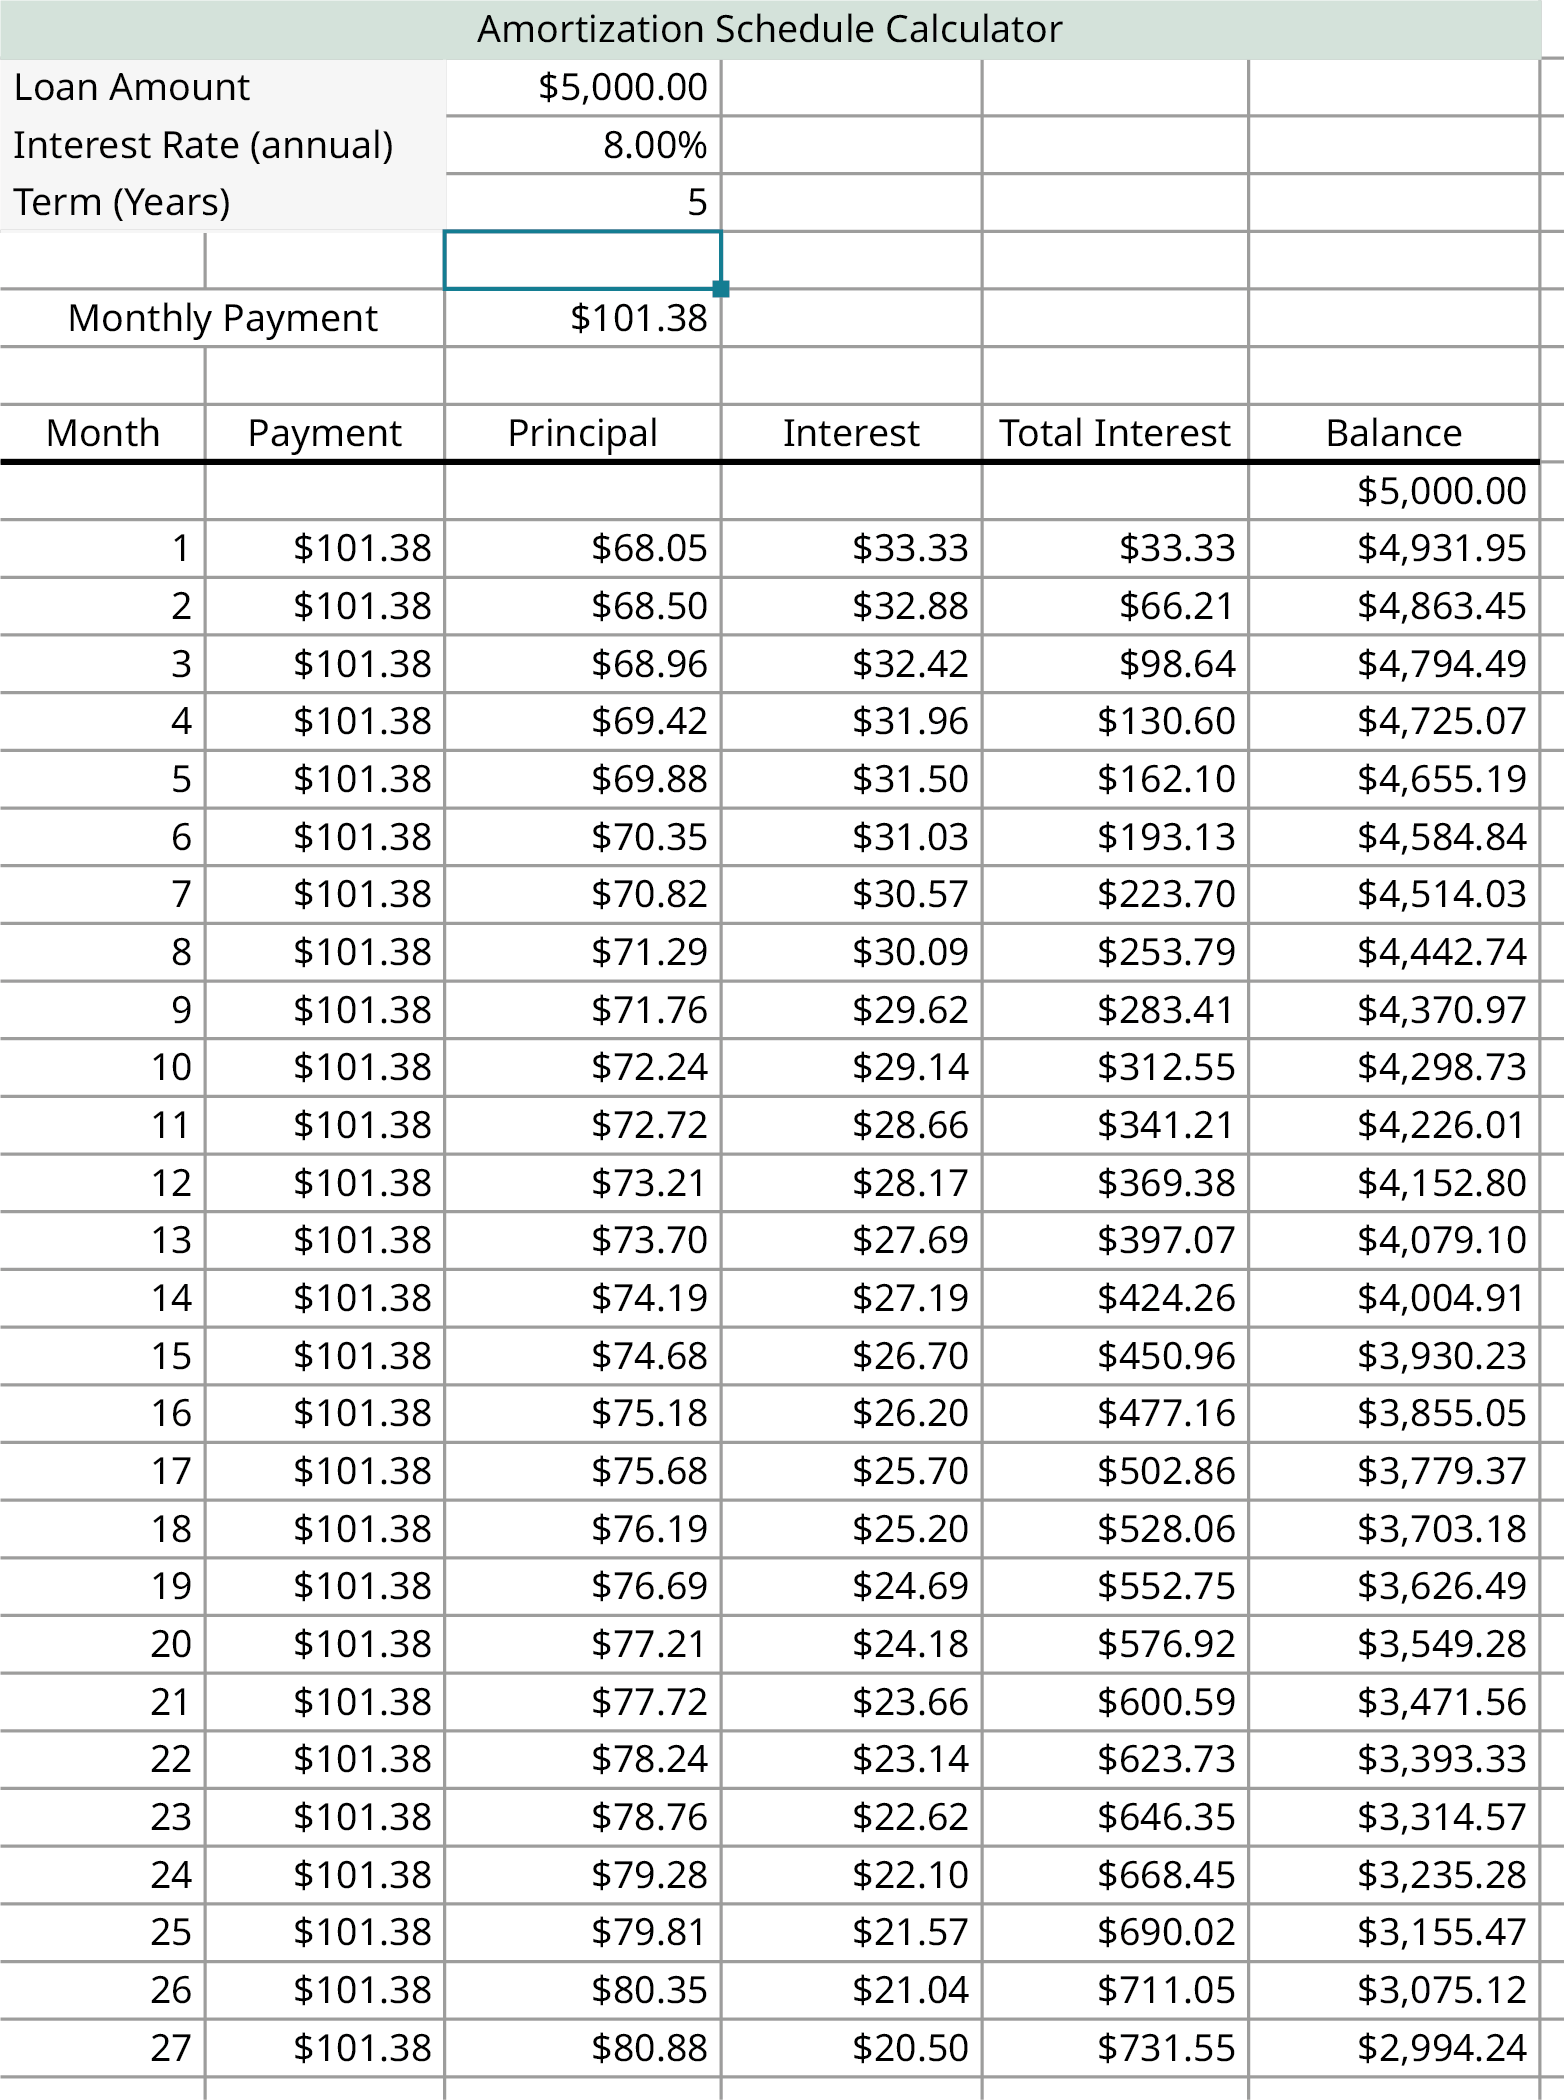 Amortization Schedule Calculator
Loan Amount $5,000.00
Interest Rate (annual) 8.00%
Term (Years) 5
Monthly Payment $101.38
Month Payment Principal Interest Total Interest Balance
$5,000.00
1 $101.38 $68.05 $33.33 $33.33 $4,931.95
2 $101.38 $68.50 $32.88 $66.21 $4,863.45
3 $101.38 $68.96 $32.42 $98.64 $4,794.49
4 $101.38 $69.42 $31.96 $130.60 $4,725.07
5 $101.38 $69.88 $31.50 $162.10 $4,655.19
6 $101.38 $70.35 $31.03 $193.13 $4,584.84
7 $101.38 $70.82 $30.57 $223.70 $4,514.03
8 $101.38 $71.29 $30.09 $253.79 $4,442.74
9 $101.38 $71.76 $29.62 $283.41 $4,370.97
10 $101.38 $72.24 $29.14 $312.55 $4,298.73
11 $101.38 $72.72 $28.66 $341.21 $4,226.01
12 $101.38 $73.21 $28.17 $369.38 $4,152.80
13 $101.38 $73.70 $27.69 $397.07 $4,079.10
14 $101.38 $74.19 $27.19 $424.26 $4,004.91
15 $101.38 $74.68 $26.70 $450.96 $3,930.23
16 $101.38 $75.18 $26.20 $477.16 $3,855.05
17 $101.38 $75.68 $25.70 $502.86 $3,779.37
18 $101.38 $76.19 $25.20 $528.06 $3,703.18
19 $101.38 $76.69 $24.69 $552.75 $3,626.49
20 $101.38 $77.21 $24.18 $576.92 $3,549.28
21 $101.38 $77.72 $23.66 $600.59 $3,471.56
22 $101.38 $78.24 $23.14 $623.73 $3,393.33
23 $101.38 $78.76 $22.62 $646.35 $3,314.57
24 $101.38 $79.28 $22.10 $668.45 $3,235.28
25 $101.38 $79.81 $21.57 $690.02 $3,155.47
26 $101.38 $80.35 $21.04 $711.05 $3,075.12
27 $101.38 $80.88 $20.50 $731.55 $2,994.24